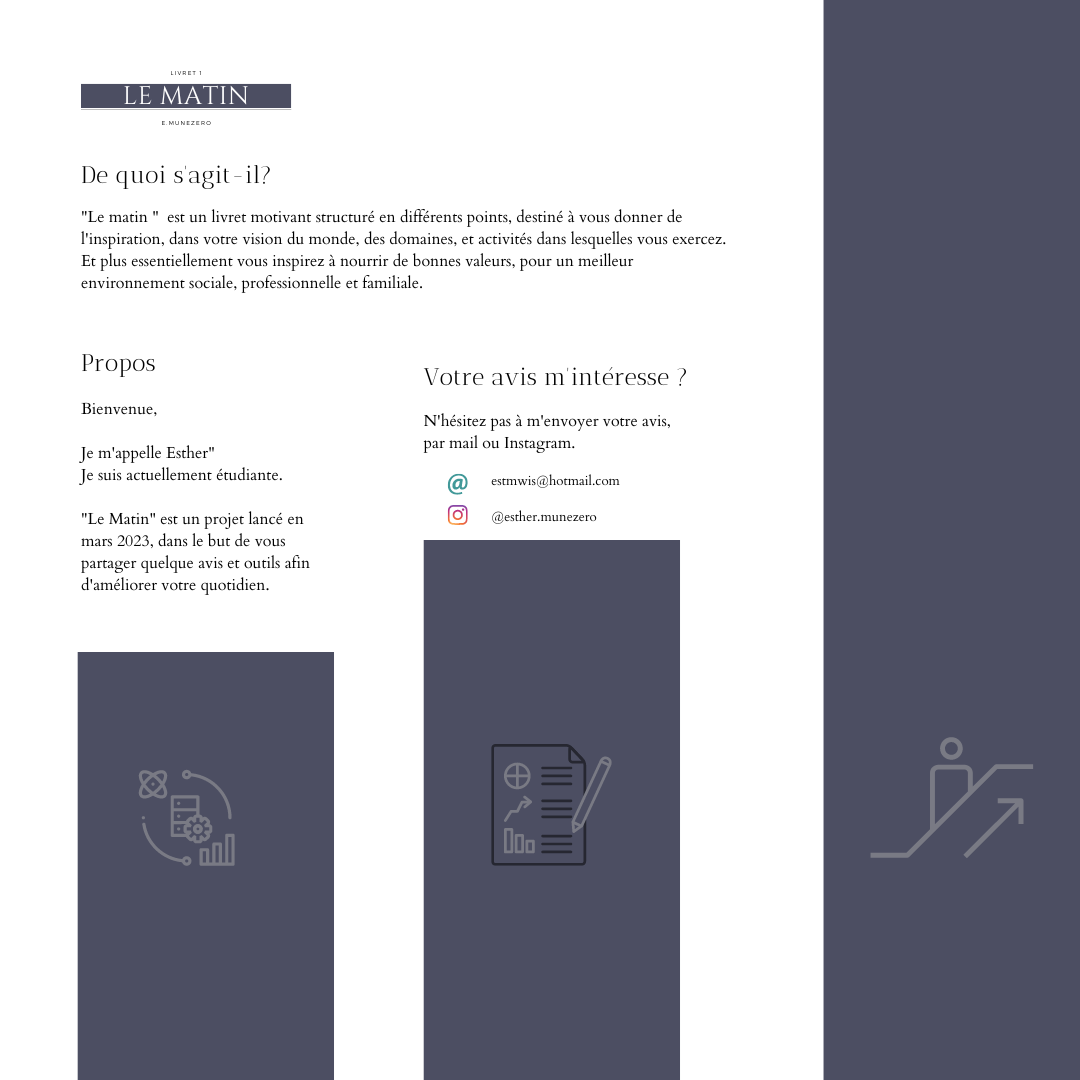 LIVRET 1
LE MATIN
E.MUNEZERO
De quoi s'agit-il?
"Le matin "  est un livret motivant structuré en différents points, destiné à vous donner de
l'inspiration, dans votre vision du monde, des domaines, et activités dans lesquelles vous exercez.
Et plus essentiellement vous inspirez à nourrir de bonnes valeurs, pour un meilleur
environnement sociale, professionnelle et familiale.
Propos
Bienvenue,
Je m'appelle Esther"
Je suis actuellement étudiante.
"Le Matin" est un projet lancé en
mars 2023, dans le but de vous
partager quelque avis et outils afin
d'améliorer votre quotidien.
Votre avis m'intéresse ?
N'hésitez pas à m'envoyer votre avis,
par mail ou Instagram.
@ estmwis@hotmail.com
@esther.munezero